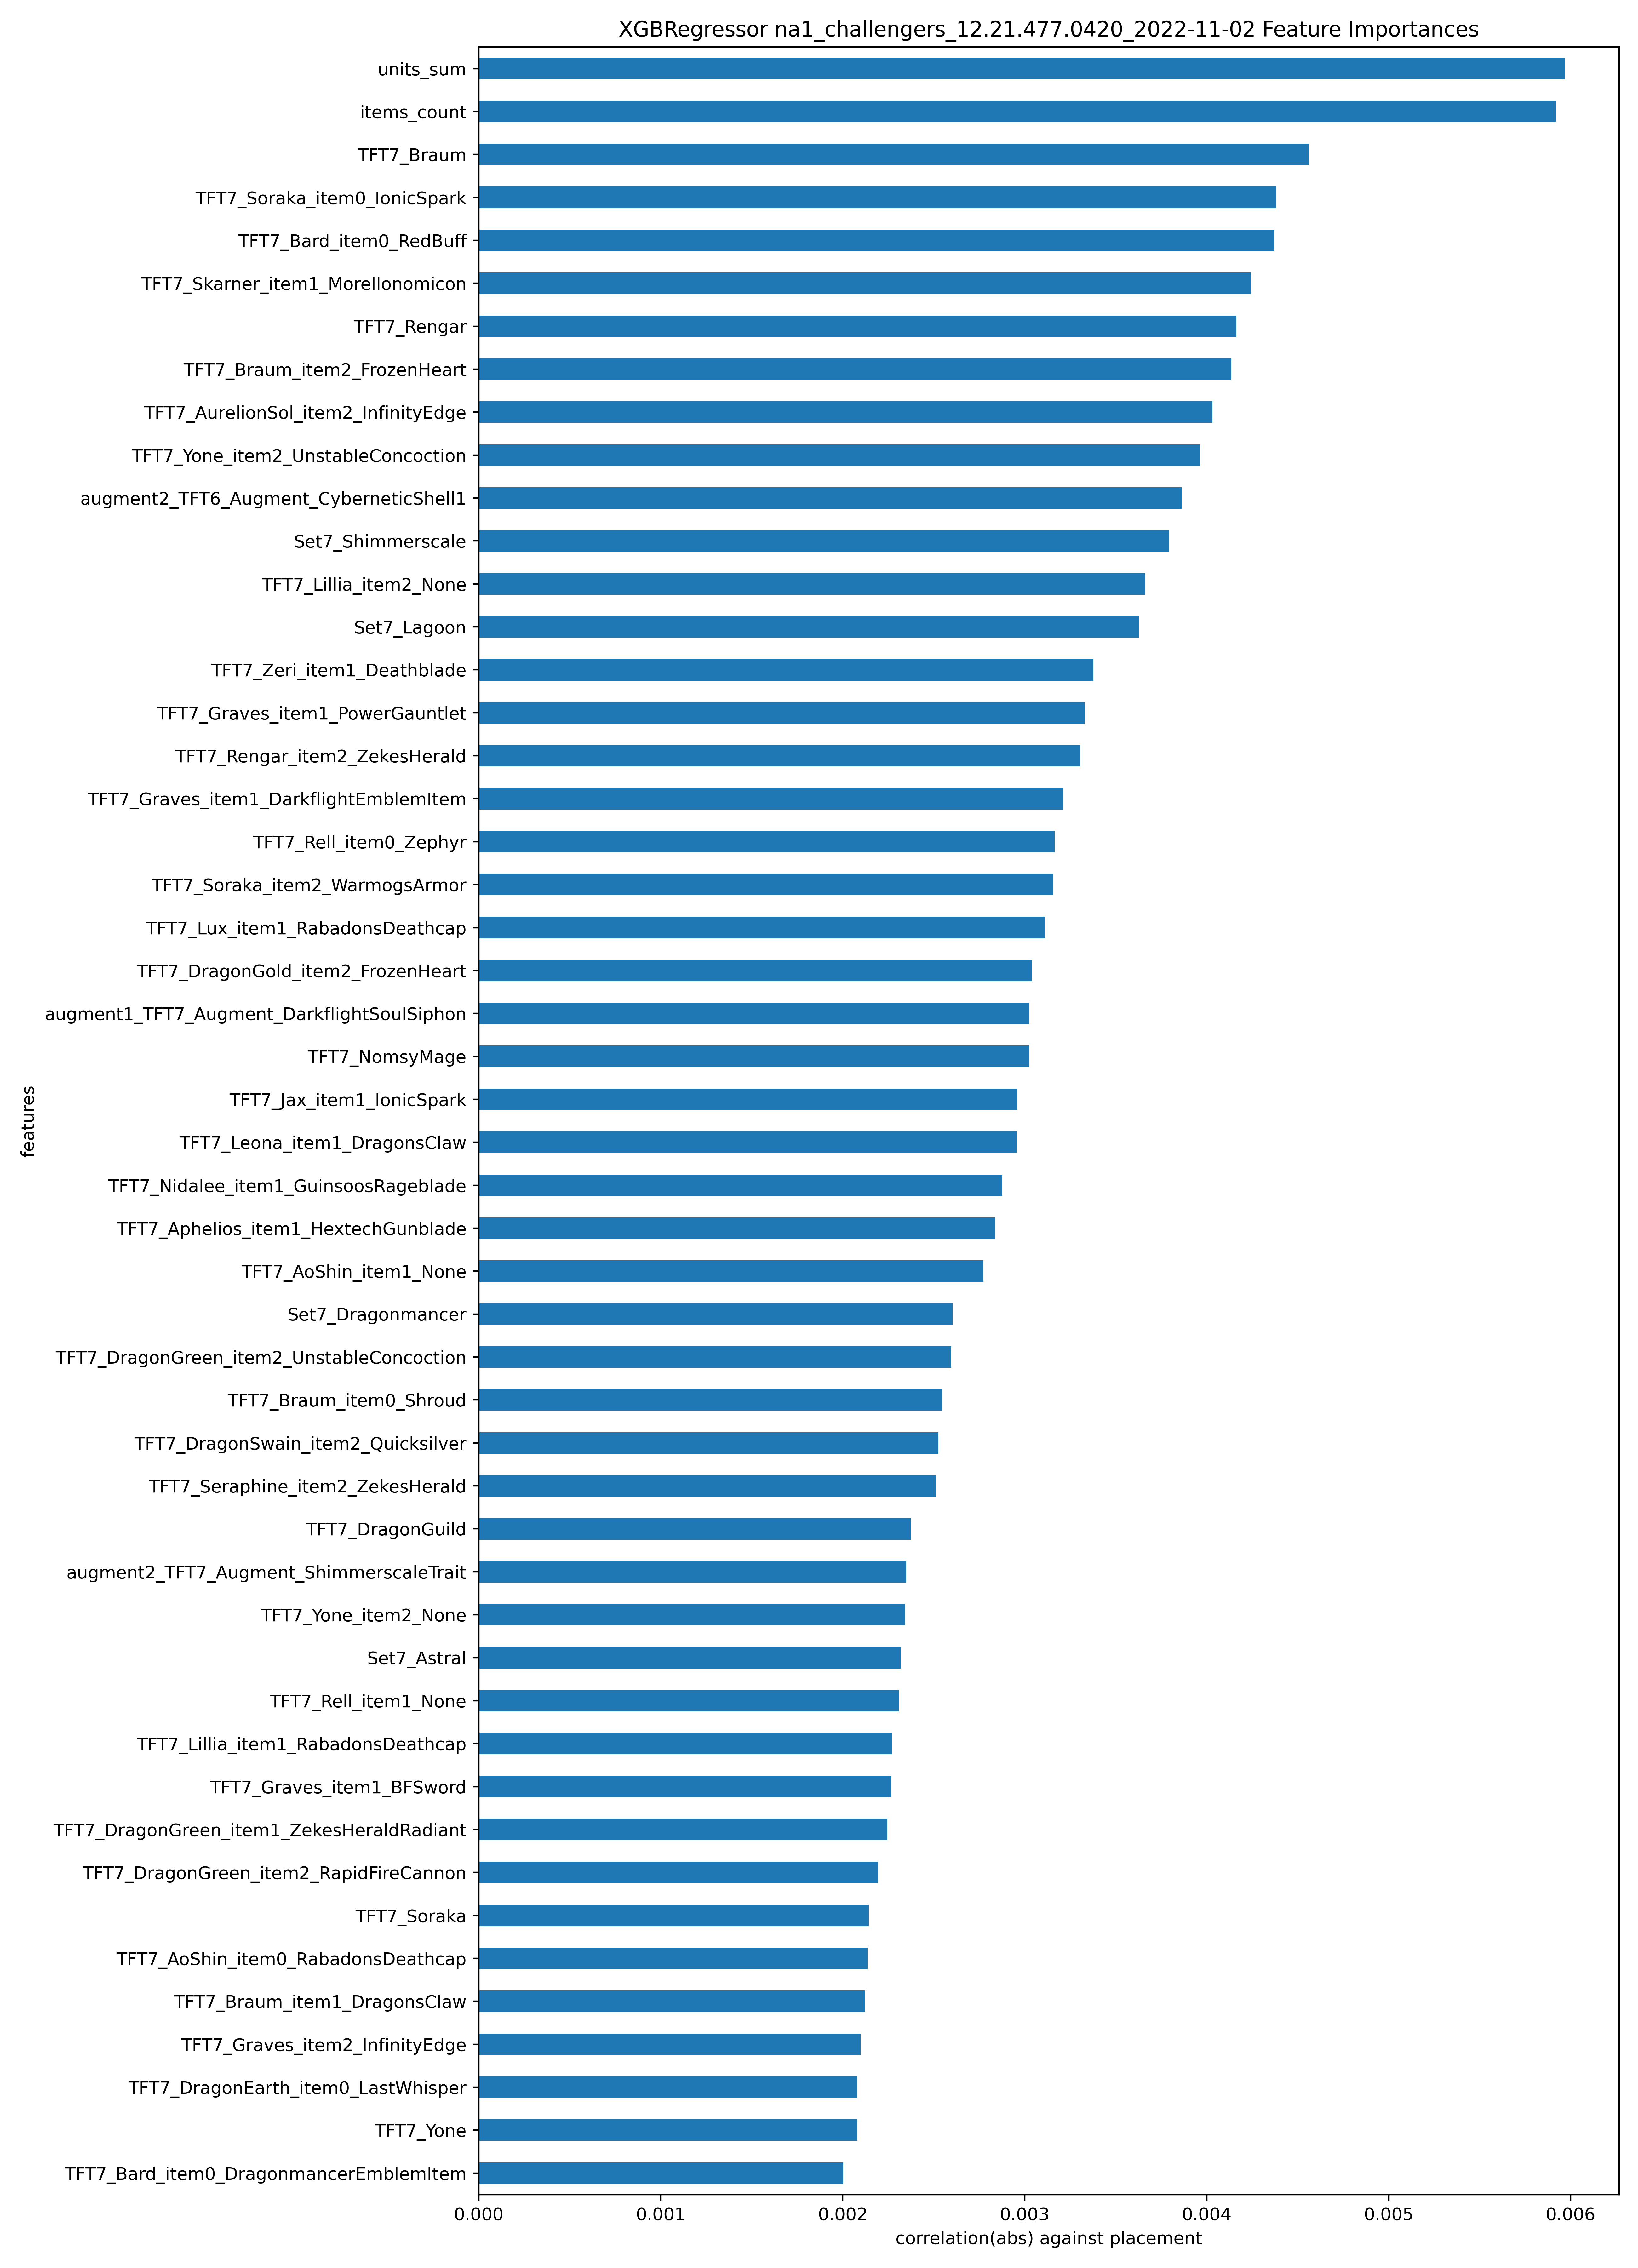 XGBRegressor na1_challengers_12.21.477.0420_2022-11-02 Feature Importances
units_sum
items_count
TFT7_Braum
TFT7_Soraka_item0_IonicSpark
TFT7_Bard_item0_RedBuff
TFT7_Skarner_item1_Morellonomicon
TFT7_Rengar
TFT7_Braum_item2_FrozenHeart
TFT7_AurelionSol_item2_InfinityEdge
TFT7_Yone_item2_UnstableConcoction
augment2_TFT6_Augment_CyberneticShell1
Set7_Shimmerscale
TFT7_Lillia_item2_None
Set7_Lagoon
TFT7_Zeri_item1_Deathblade
TFT7_Graves_item1_PowerGauntlet
TFT7_Rengar_item2_ZekesHerald
TFT7_Graves_item1_DarkflightEmblemItem
TFT7_Rell_item0_Zephyr
TFT7_Soraka_item2_WarmogsArmor
TFT7_Lux_item1_RabadonsDeathcap
TFT7_DragonGold_item2_FrozenHeart
augment1_TFT7_Augment_DarkflightSoulSiphon
TFT7_NomsyMage
TFT7_Jax_item1_IonicSpark
TFT7_Leona_item1_DragonsClaw
TFT7_Nidalee_item1_GuinsoosRageblade
TFT7_Aphelios_item1_HextechGunblade
TFT7_AoShin_item1_None
Set7_Dragonmancer
TFT7_DragonGreen_item2_UnstableConcoction
TFT7_Braum_item0_Shroud
TFT7_DragonSwain_item2_Quicksilver
TFT7_Seraphine_item2_ZekesHerald
TFT7_DragonGuild
augment2_TFT7_Augment_ShimmerscaleTrait
TFT7_Yone_item2_None
Set7_Astral
TFT7_Rell_item1_None
TFT7_Lillia_item1_RabadonsDeathcap
TFT7_Graves_item1_BFSword
TFT7_DragonGreen_item1_ZekesHeraldRadiant
TFT7_DragonGreen_item2_RapidFireCannon
TFT7_Soraka
TFT7_AoShin_item0_RabadonsDeathcap
TFT7_Braum_item1_DragonsClaw
TFT7_Graves_item2_InfinityEdge
TFT7_DragonEarth_item0_LastWhisper
TFT7_Yone
TFT7_Bard_item0_DragonmancerEmblemItem
features
0.000 0.001 0.002 0.003 0.004 0.005 0.006
correlation(abs) against placement